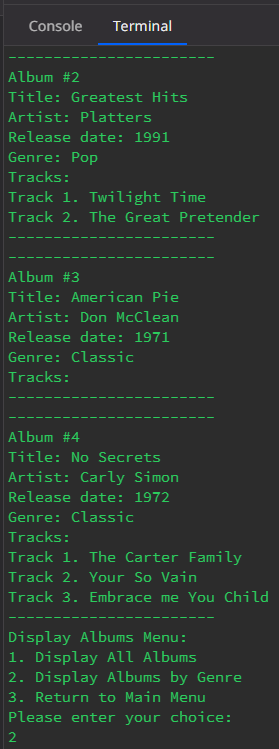 Console Terminal
-----------------------
Album #2
Title: Greatest Hits
Artist: Platters
Release date: 1991
Genre: Pop
Tracks:
Track 1. Twilight Time
Track 2. The Great Pretender
-----------------------
-----------------------
Album #3
Title: American Pie
Artist: Don McClean
Release date: 1971
Genre: Classic
Tracks:
-----------------------
-----------------------
Album #4
Title: No Secrets
Artist: Carly Simon
Release date: 1972
Genre: Classic
Tracks:
Track 1. The Carter Family
Track 2. Your So Vain
Track 3. Embrace me You Child
-----------------------
Display Albums Menu:
1. Display All Albums
2. Display Albums by Genre
3. Return to Main Menu
Please enter your choice:
2